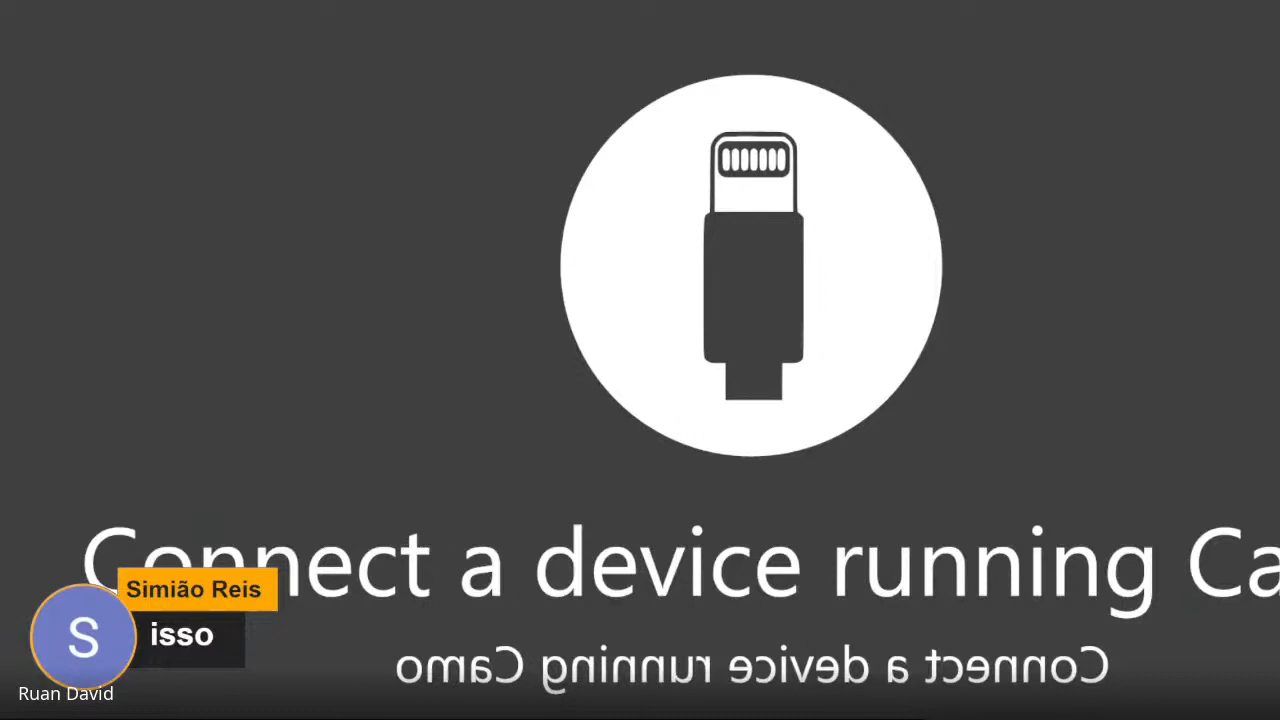 Connect a device running Ca
Simião Reis
S
isso
Connect a device running Camo
Ruan David